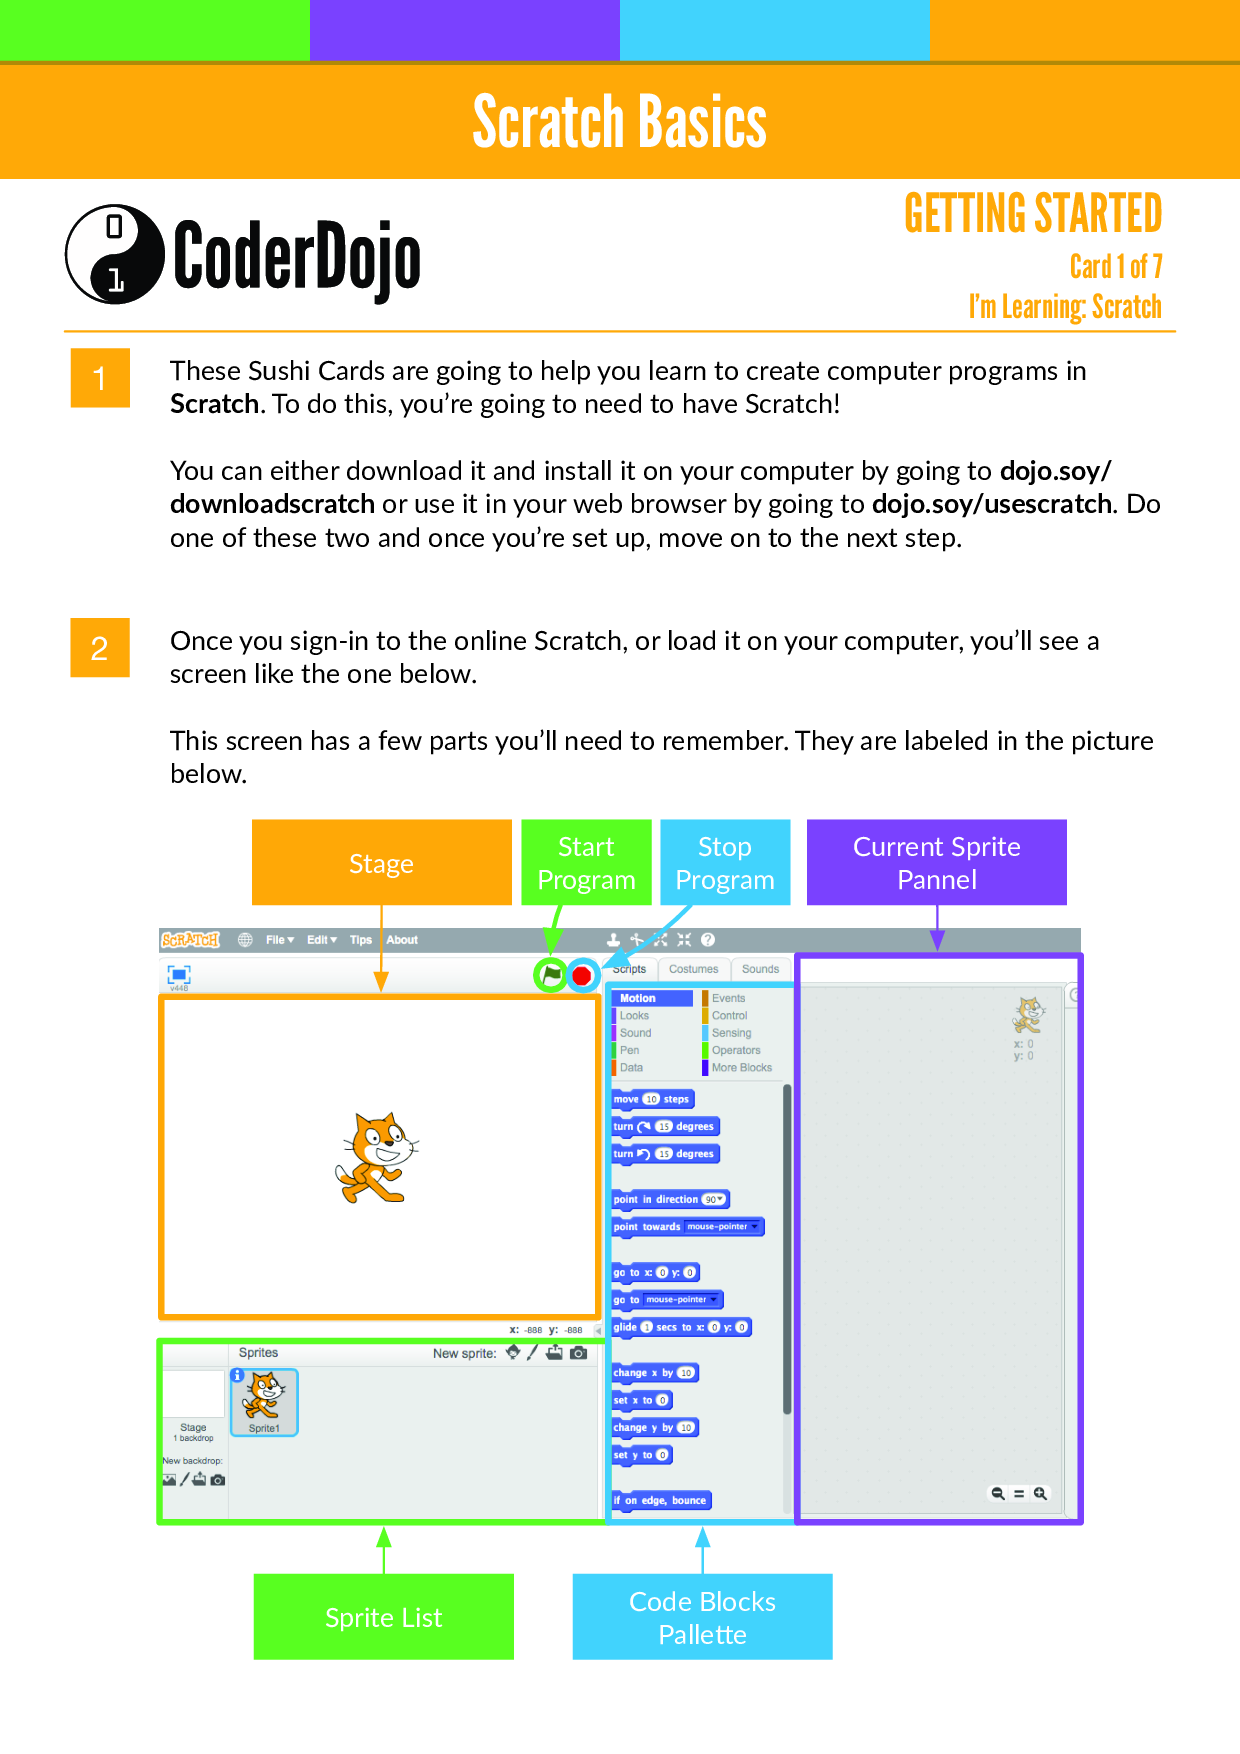 Scratch Basics
CoderDojo
0
1
GETTING STARTED
Card 1 of 7
I'm Learning: Scratch
1
These Sushi Cards are going to help you learn to create computer programs in
Scratch. To do this, you're going to need to have Scratch!
You can either download it and install it on your computer by going to dojo.soy/
downloadscratch or use it in your web browser by going to dojo.soy/usescratch. Do
one of these two and once you're set up, move on to the next step.
2
Once you sign-in to the online Scratch, or load it on your computer, you'll see a
screen like the one below.
This screen has a few parts you'll need to remember. They are labeled in the picture
below.
Stage
Start
Program
Stop
Program
Current Sprite
Pannel
SCRATCH File Edit Tips About
v448
Scripts Costumes Sounds
Motion Events
Looks Control
Sound Sensing
Pen Operators
Data More Blocks
x: 0
y: 0
move 10 steps
turn 15 degrees
turn 15 degrees
point in direction 90
point towards mouse-pointer
go to x: 0 y: 0
go to mouse-pointer
glide 1 secs to x: 0 y: 0
change x by 10
set x to 0
change y by 10
set y to 0
if on edge, bounce
x: -888 y: -888
Sprites New sprite:
Stage
1 backdrop
New backdrop:
Sprite1
Sprite List
Code Blocks
Pallette